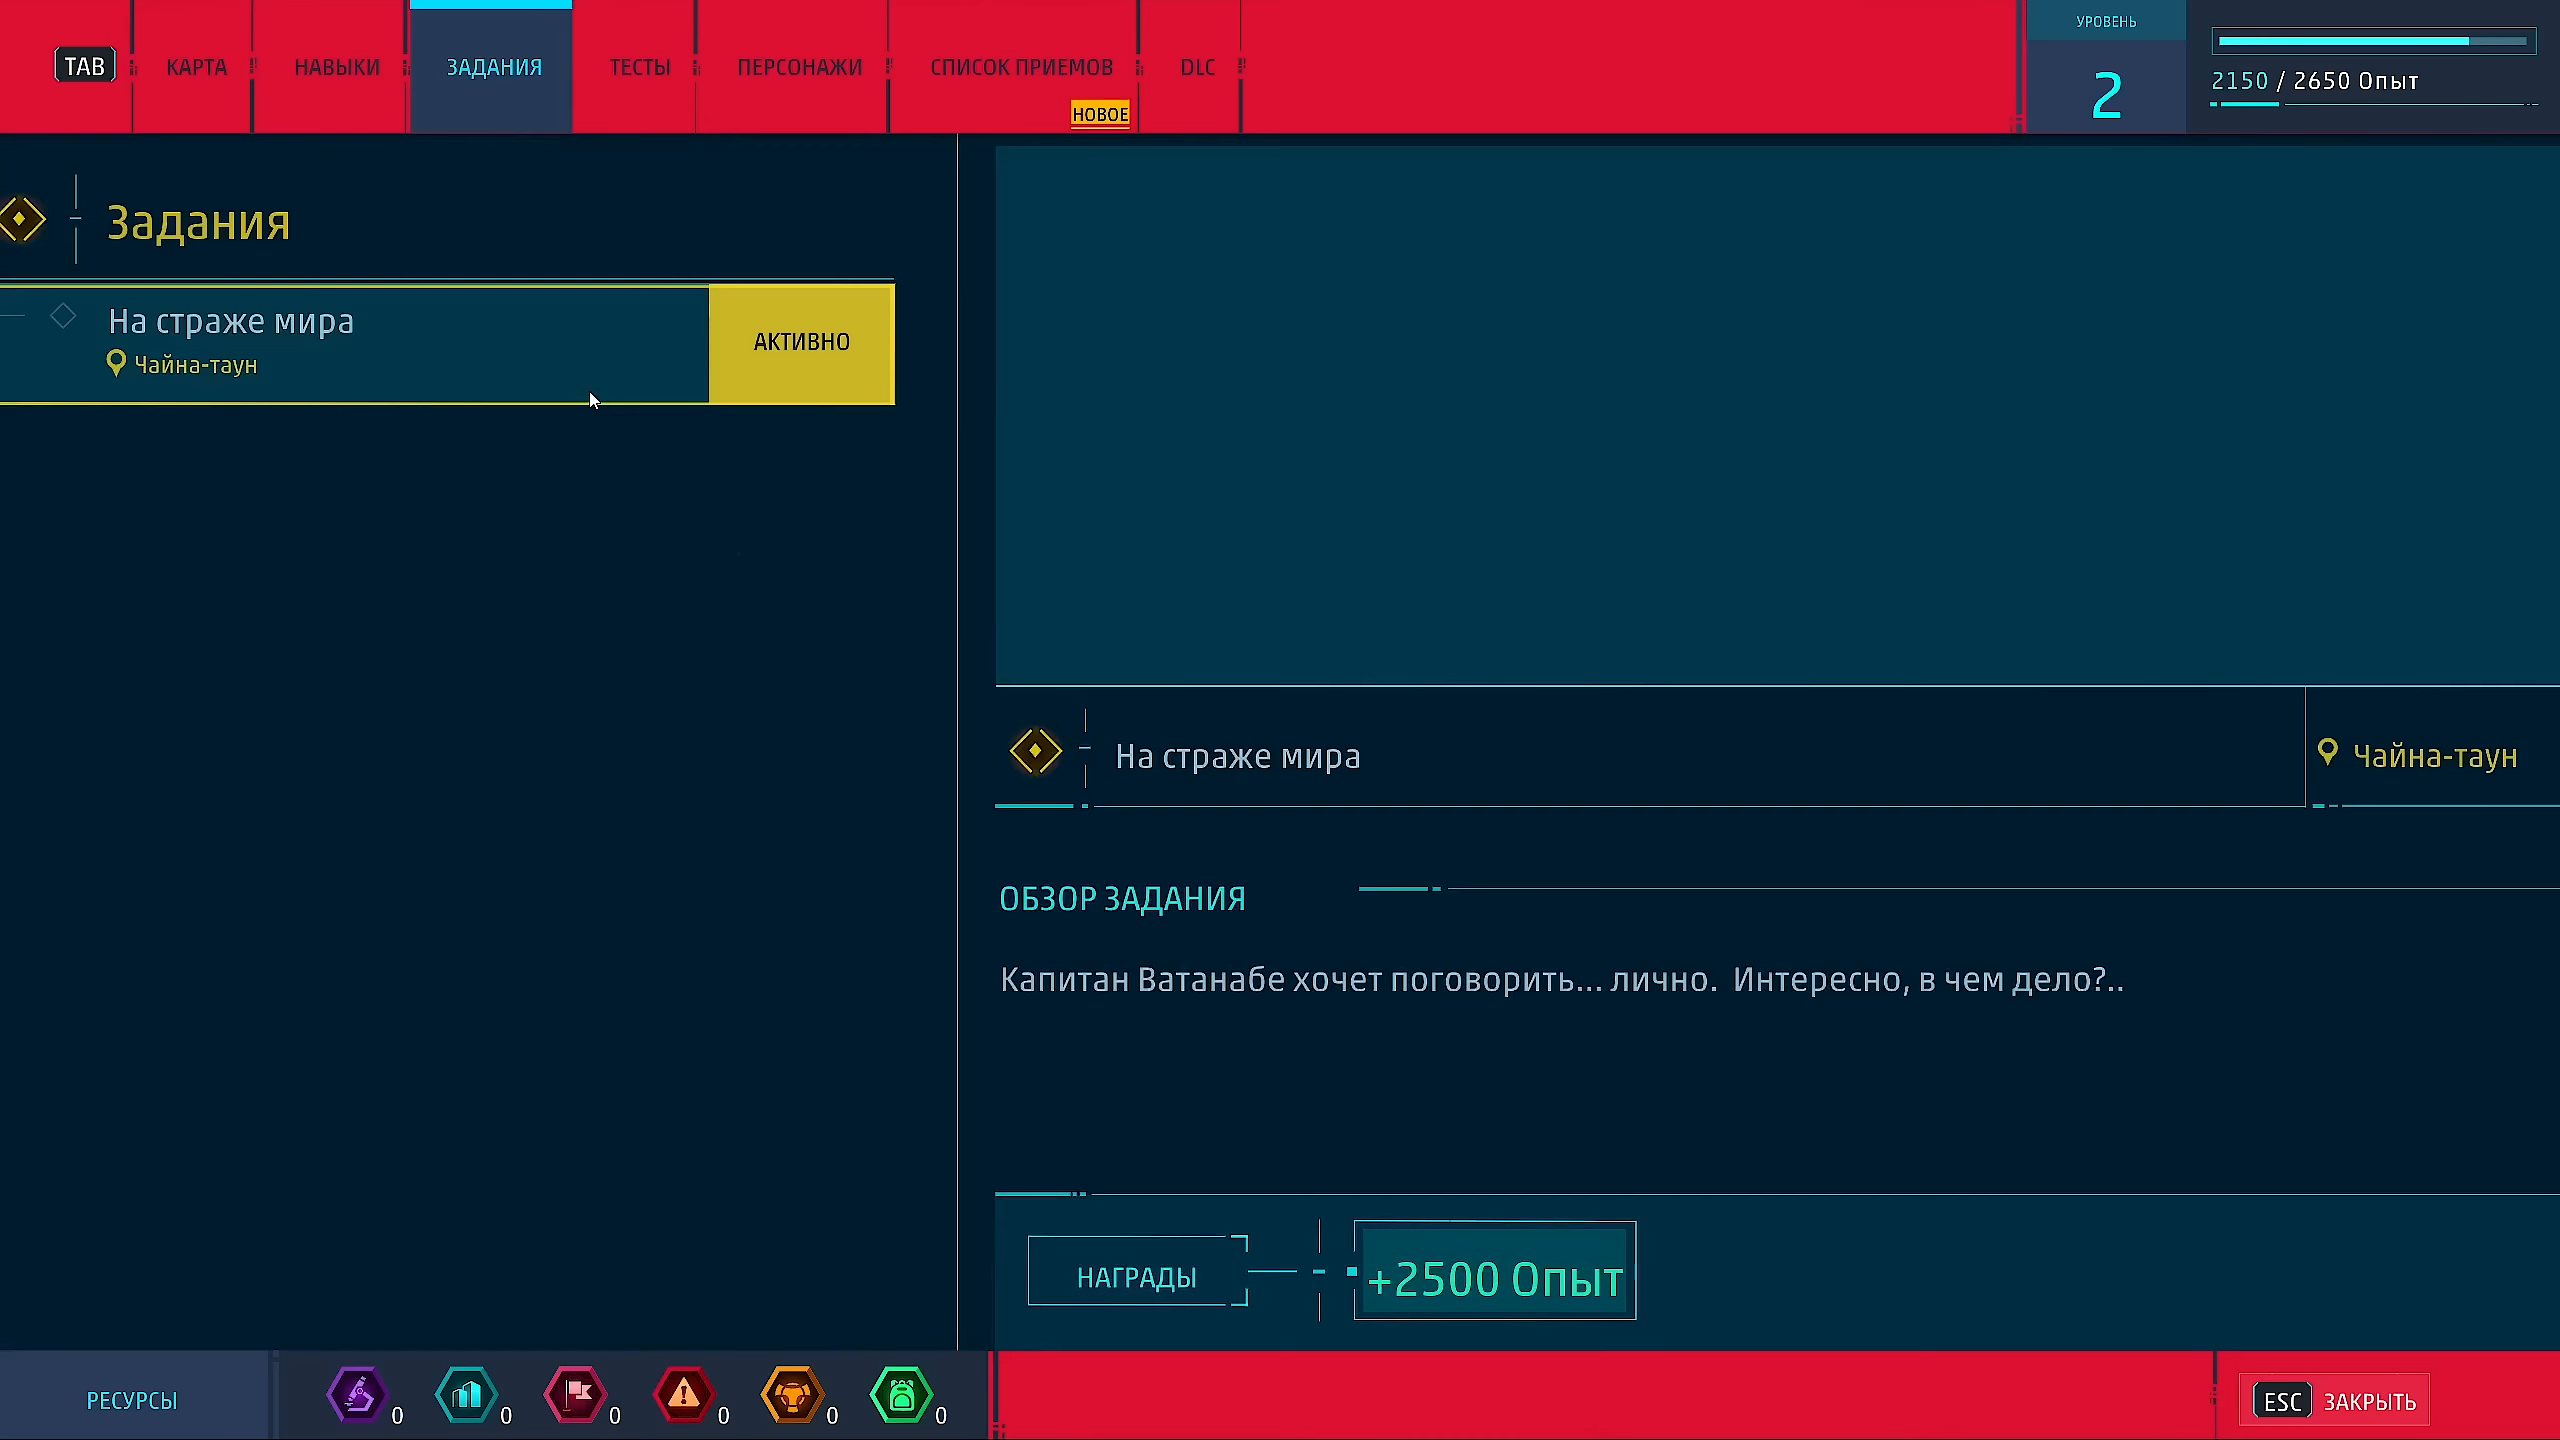 TAB КАРТА НАВЫКИ ЗАДАНИЯ ТЕСТЫ ПЕРСОНАЖИ СПИСОК ПРИЕМОВ DLC
НОВОЕ
УРОВЕНЬ
2
2150 / 2650 Опыт
Задания
На страже мира
Чайна-таун
АКТИВНО
На страже мира
Чайна-таун
ОБЗОР ЗАДАНИЯ
Капитан Ватанабе хочет поговорить... лично. Интересно, в чем дело?..
НАГРАДЫ
+2500 Опыт
РЕСУРСЫ
0 0 0 0 0 0
ESC ЗАКРЫТЬ